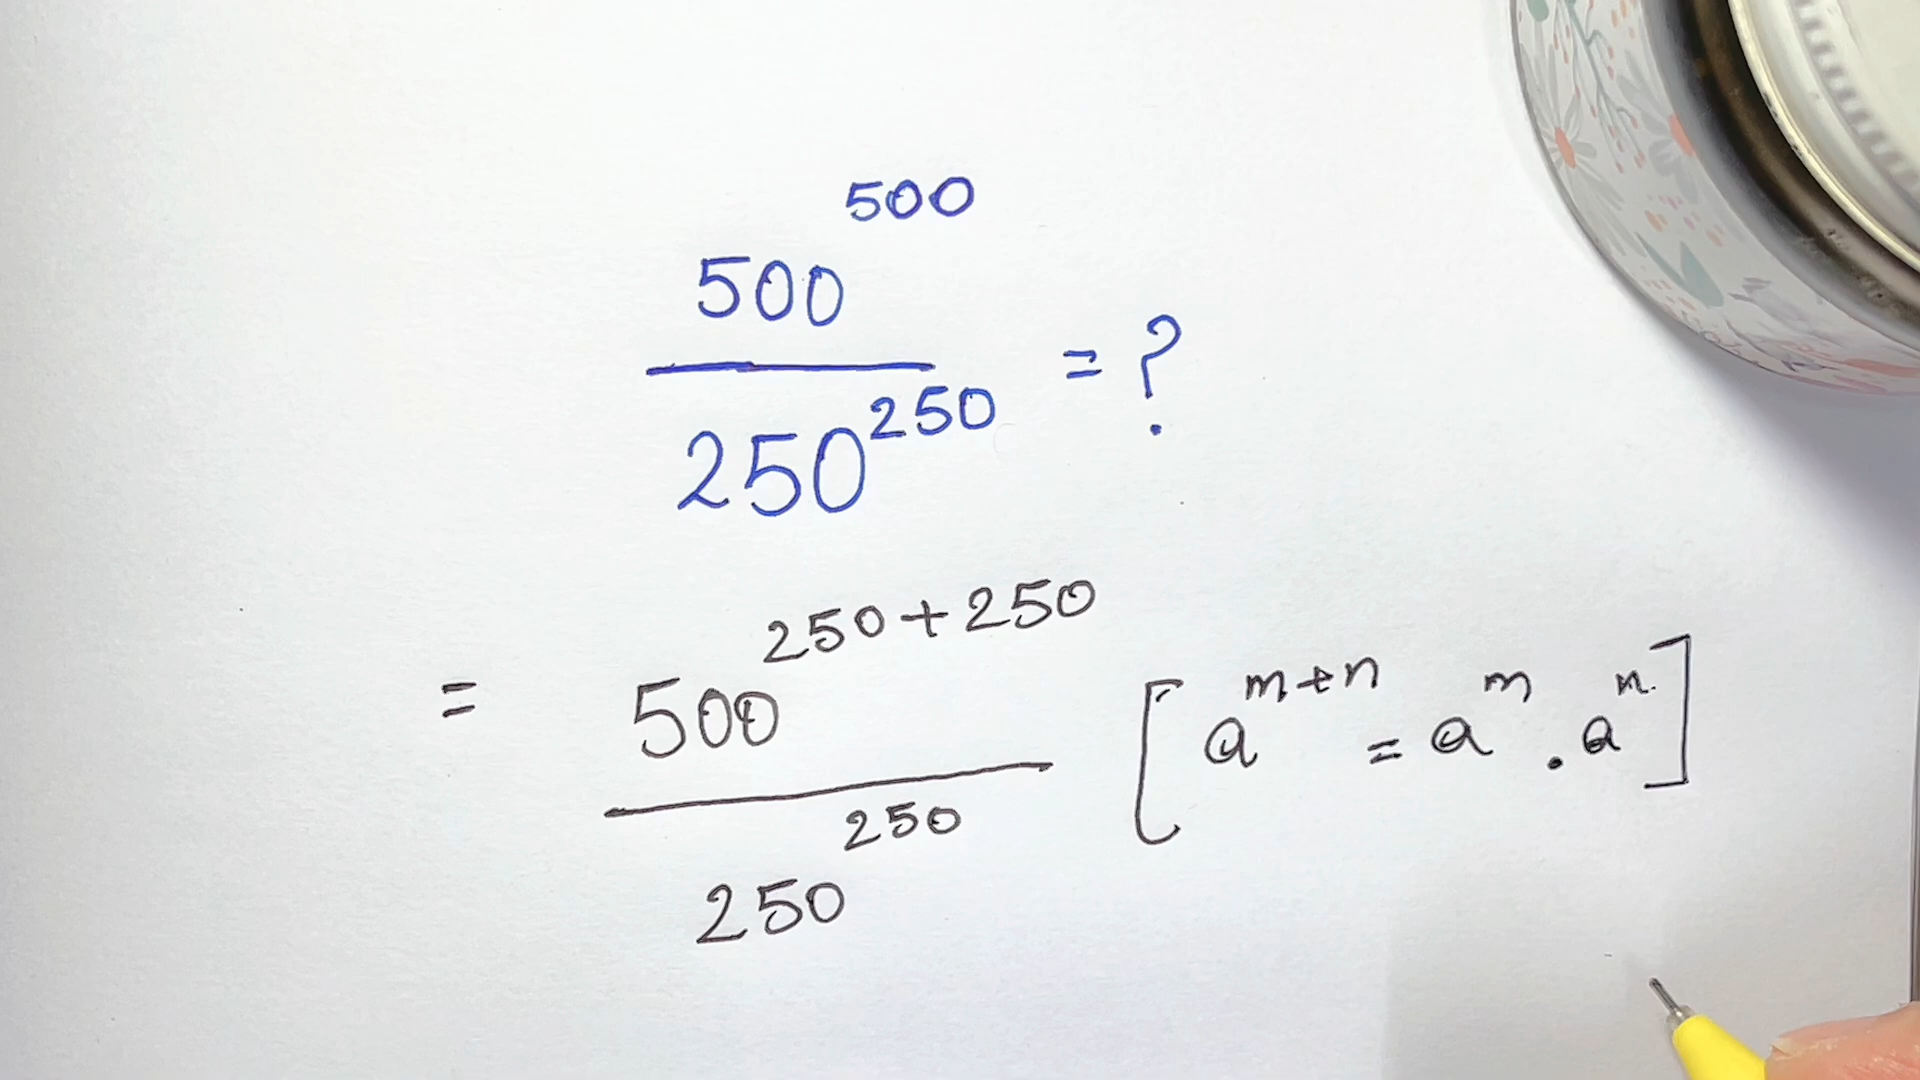 500^500 / 250^250 = ?
= 500^250+250 / 250^250 [a^m+n = a^m . a^n]